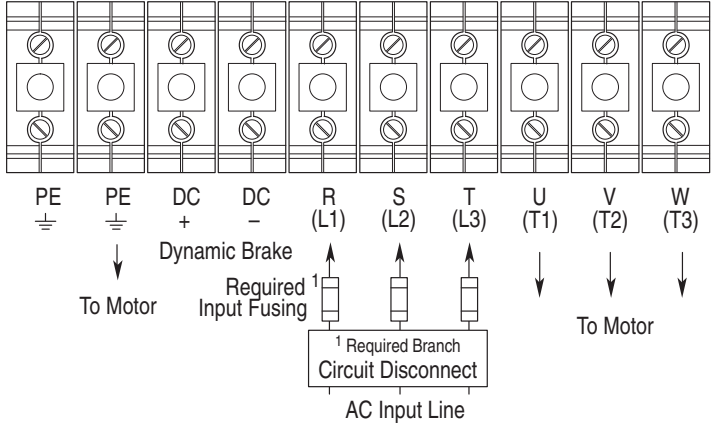 PE PE DC DC R S T U V W
+ – (L1) (L2) (L3) (T1) (T2) (T3)
Dynamic Brake
Required 1
Input Fusing
To Motor
To Motor
1 Required Branch
Circuit Disconnect
AC Input Line